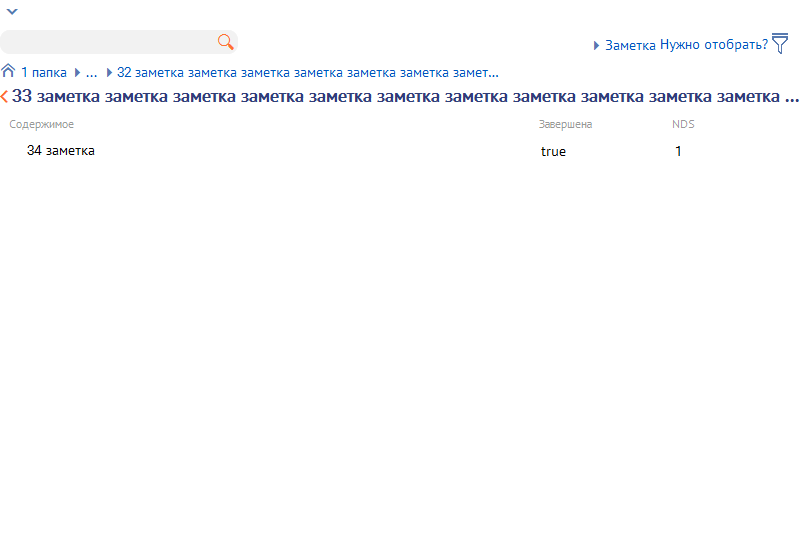 Заметка Нужно отобрать?
1 папка ... 32 заметка заметка заметка заметка заметка заметка замет...
33 заметка заметка заметка заметка заметка заметка заметка заметка заметка заметка заметка ...
Содержимое Завершена NDS
34 заметка true 1